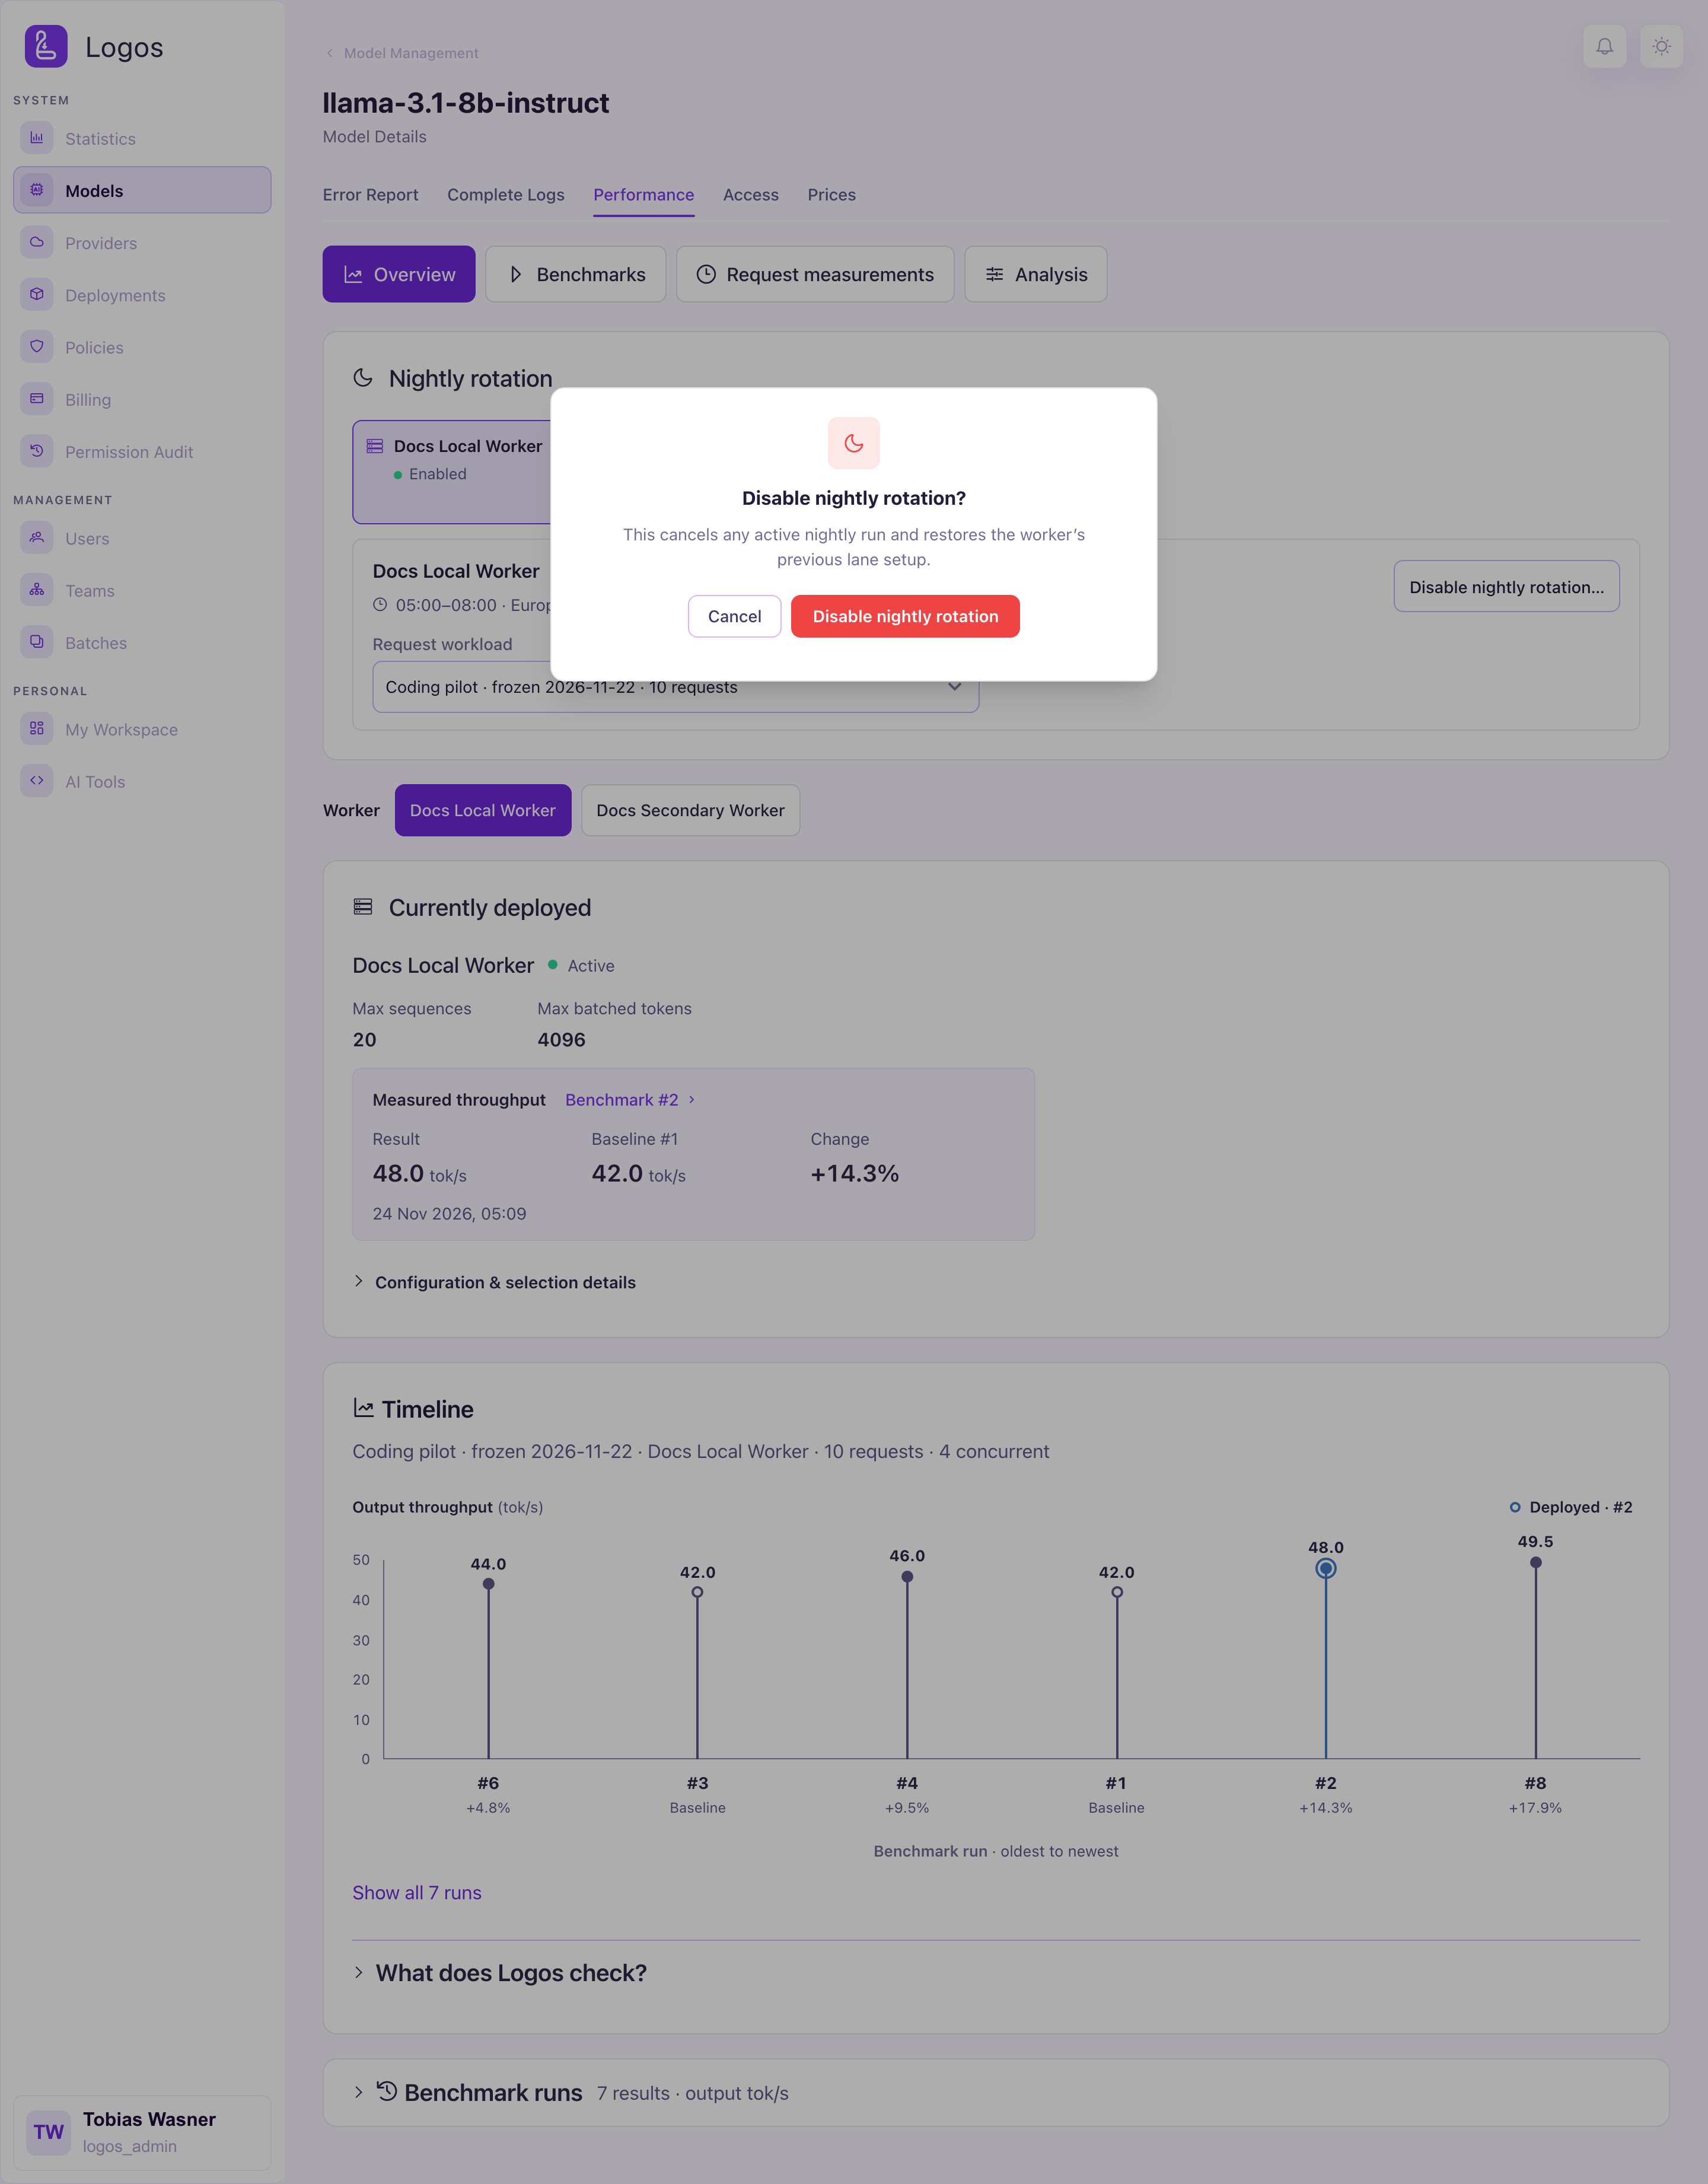 Logos
SYSTEM
Statistics
Models
Providers
Deployments
Policies
Billing
Permission Audit
MANAGEMENT
Users
Teams
Batches
PERSONAL
My Workspace
AI Tools
TW
Tobias Wasner
logos_admin
Model Management
llama-3.1-8b-instruct
Model Details
Error Report Complete Logs Performance Access Prices
Overview Benchmarks Request measurements Analysis
Nightly rotation
Docs Local Worker
Enabled
Docs Local Worker
05:00–08:00 ·
Request workload
Coding pilot · frozen 2026-11-22 · 10 requests
Disable nightly rotation...
Disable nightly rotation?
This cancels any active nightly run and restores the worker’s
previous lane setup.
Cancel Disable nightly rotation
Worker Docs Local Worker Docs Secondary Worker
Currently deployed
Docs Local Worker Active
Max sequences Max batched tokens
20 4096
Measured throughput Benchmark #2
Result Baseline #1 Change
48.0 tok/s 42.0 tok/s +14.3%
24 Nov 2026, 05:09
Configuration & selection details
Timeline
Coding pilot · frozen 2026-11-22 · Docs Local Worker · 10 requests · 4 concurrent
Output throughput (tok/s) Deployed · #2
50
40
30
20
10
0
44.0 42.0 46.0 42.0 48.0 49.5
#6 #3 #4 #1 #2 #8
+4.8% Baseline +9.5% Baseline +14.3% +17.9%
Benchmark run · oldest to newest
Show all 7 runs
What does Logos check?
Benchmark runs 7 results · output tok/s